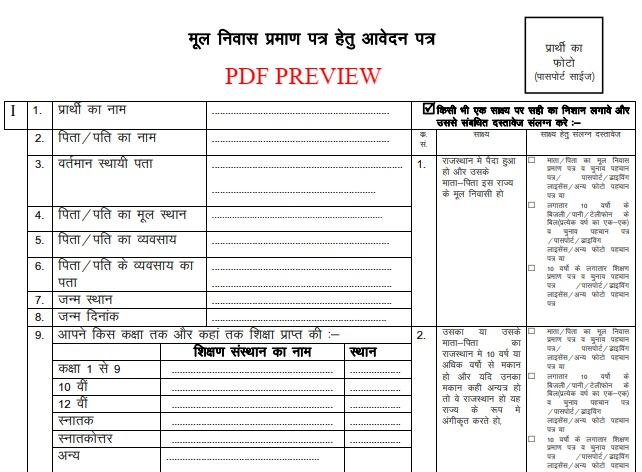 मूल निवास प्रमाण पत्र हेतु आवेदन पत्र
प्रार्थी का
फोटो
(पासपोर्ट साईज)
PDF PREVIEW
I
1. प्रार्थी का नाम
2. पिता/पति का नाम
3. वर्तमान स्थायी पता
4. पिता/पति का मूल स्थान
5. पिता/पति का व्यवसाय
6. पिता/पति के व्यवसाय का
पता
7. जन्म स्थान
8. जन्म दिनांक
9. आपने किस कक्षा तक और कहां तक शिक्षा प्राप्त की :–
शिक्षण संस्थान का नाम स्थान
कक्षा 1 से 9
10 वीं
12 वीं
स्नातक
स्नातकोत्तर
अन्य
किसी भी एक साक्ष्य पर सही का निशान लगावे और
उससे संबधित दस्तावेज संलग्न करे :–
क्र. साक्ष्य साक्ष्य हेतु संलग्न दस्तावेज
सं.
1. राजस्थान मे पैदा हुआ
हो और उसके
माता–पिता इस राज्य
के मूल निवासी हो
माता/पिता का मूल निवास
प्रमाण पत्र व चुनाव पहचान
पत्र/ पासपोर्ट/ड्राइविंग
लाइसेंस/अन्य फोटो पहचान
पत्र या
लगातार 10 वर्षो के
बिजली/पानी/टेलीफोन के
बिल(प्रत्येक वर्ष का एक–एक)
व चुनाव पहचान पत्र
/पासपोर्ट/ड्राइविंग
लाइसेंस/अन्य फोटो पहचान
पत्र या
10 वर्षो के लगातार शिक्षण
प्रमाण पत्र व चुनाव पहचान
पत्र /पासपोर्ट/ड्राइविंग
लाइसेंस/अन्य फोटो पहचान
पत्र
2. उसका या उसके
माता–पिता का
राजस्थान मे 10 वर्ष या
अधिक वर्षो से मकान
हो और यदि उनका
मकान कही अन्यत्र हो
तो वे राजस्थान हो यह
राज्य के रूप मे
अंगीकृत करते हो,
माता/पिता का मूल निवास
प्रमाण पत्र व चुनाव पहचान
पत्र/ पासपोर्ट/ड्राइविंग
लाइसेंस/अन्य फोटो पहचान
पत्र या
लगातार 10 वर्षो के
बिजली/पानी/टेलीफोन के
बिल(प्रत्येक वर्ष का एक–एक)
व चुनाव पहचान पत्र
/पासपोर्ट/ड्राइविंग
लाइसेंस/अन्य फोटो पहचान
पत्र या
10 वर्षो के लगातार शिक्षण
प्रमाण पत्र व चुनाव पहचान
पत्र /पासपोर्ट/ड्राइविंग
लाइसेंस/अन्य फोटो पहचान